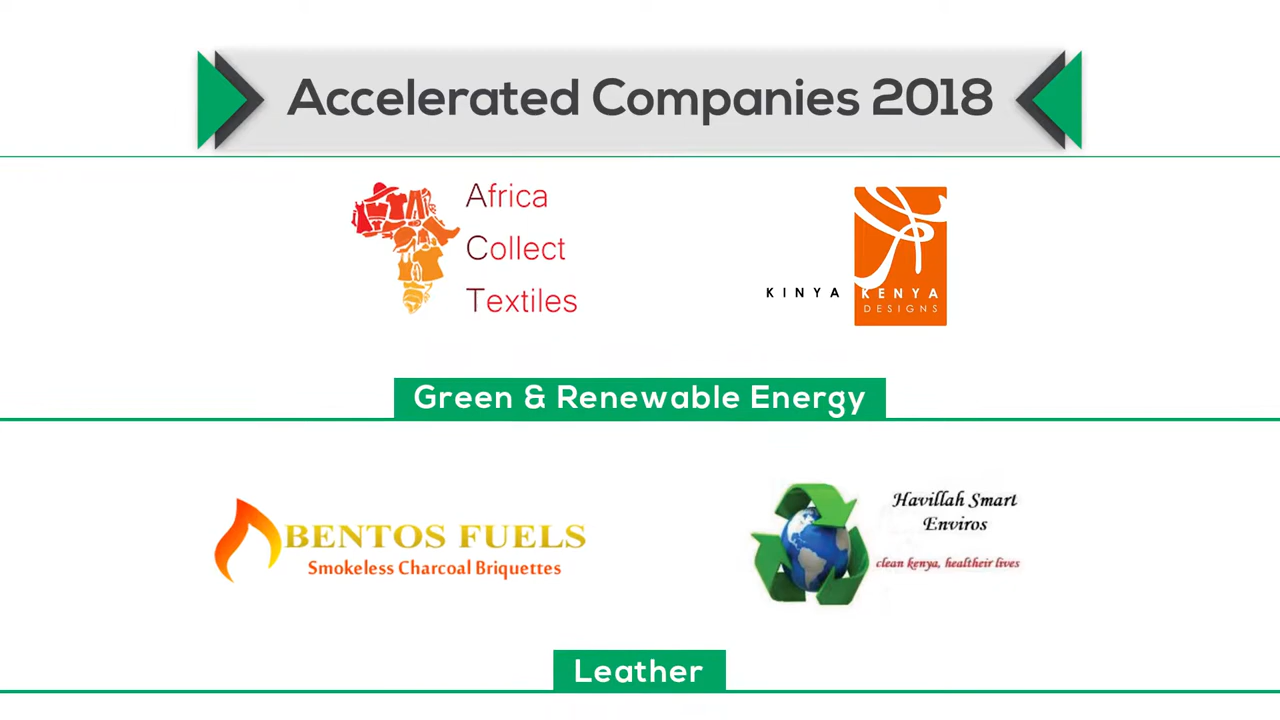 Accelerated Companies 2018
Africa
Collect
Textiles
KINYA KENYA
DESIGNS
Green & Renewable Energy
BENTOS FUELS
Smokeless Charcoal Briquettes
Havillah Smart
Enviros
clean kenya, healtheir lives
Leather